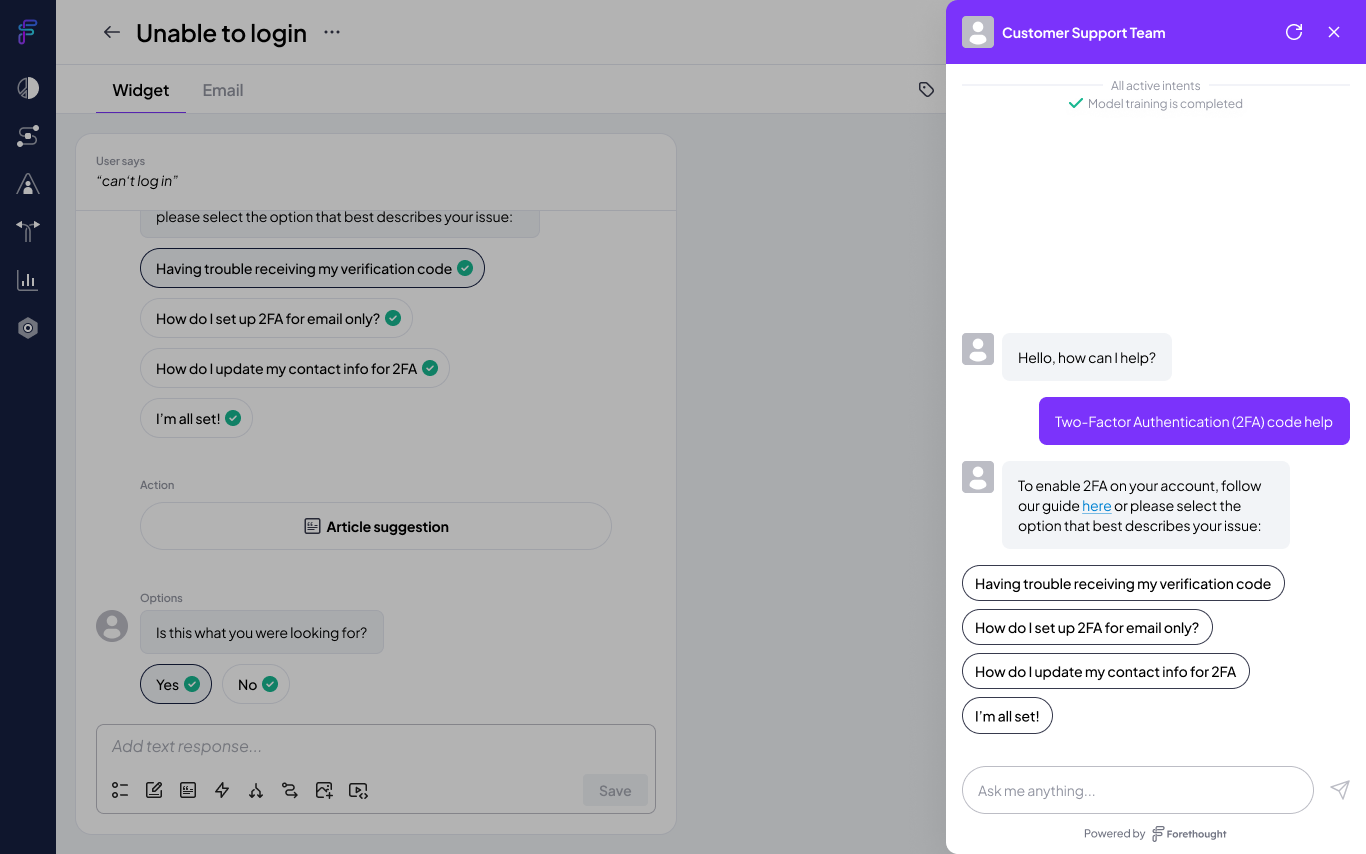 Unable to login
Widget
Email
User says
“can't log in”
please select the option that best describes your issue:
Having trouble receiving my verification code
How do I set up 2FA for email only?
How do I update my contact info for 2FA
I'm all set!
Action
Article suggestion
Options
Is this what you were looking for?
Yes
No
Add text response...
Save
Customer Support Team
All active intents
Model training is completed
Hello, how can I help?
Two-Factor Authentication (2FA) code help
To enable 2FA on your account, follow
our guide here or please select the
option that best describes your issue:
Having trouble receiving my verification code
How do I set up 2FA for email only?
How do I update my contact info for 2FA
I'm all set!
Ask me anything...
Powered by Forethought